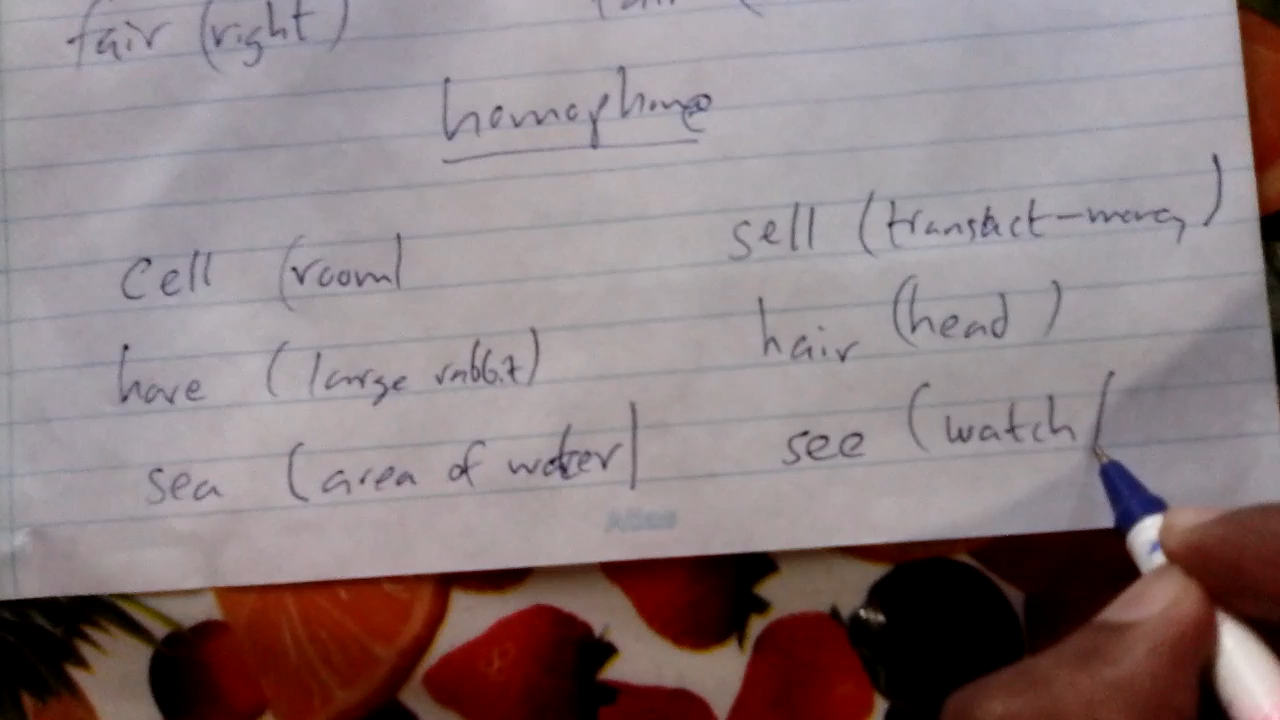 fair (right)
homophone
cell (room)
sell (transact-money)
hare (large rabbit)
hair (head)
sea (area of water)
see (watch)